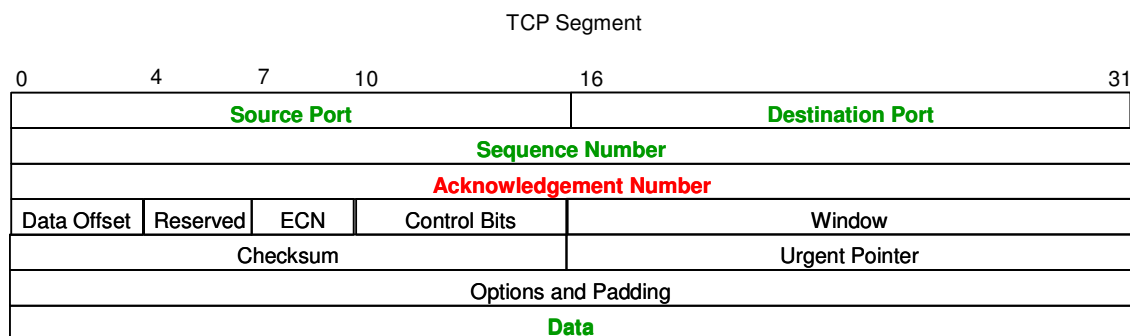 TCP Segment
0 4 7 10 16 31
Source Port Destination Port
Sequence Number
Acknowledgement Number
Data Offset Reserved ECN Control Bits Window
Checksum Urgent Pointer
Options and Padding
Data